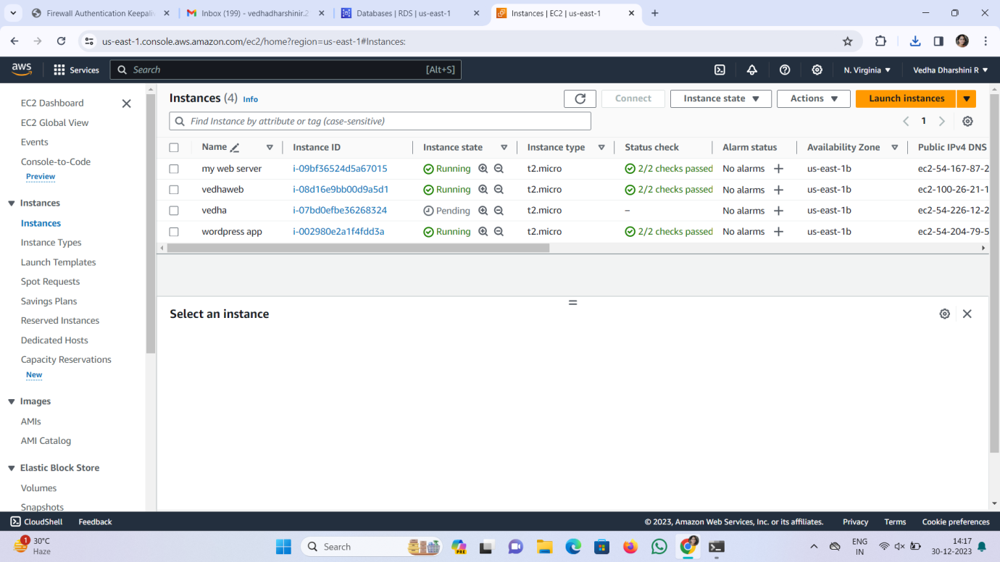 Firewall Authentication Keepali
Inbox (199) - vedhadharshinir.2
Databases | RDS | us-east-1
Instances | EC2 | us-east-1
us-east-1.console.aws.amazon.com/ec2/home?region=us-east-1#Instances:
aws
Services
Search
[Alt+S]
N. Virginia
Vedha Dharshini R
EC2 Dashboard
EC2 Global View
Events
Console-to-Code
Preview
Instances
Instances
Instance Types
Launch Templates
Spot Requests
Savings Plans
Reserved Instances
Dedicated Hosts
Capacity Reservations
New
Images
AMIs
AMI Catalog
Elastic Block Store
Volumes
Snapshots
Instances (4) Info
Connect
Instance state
Actions
Launch instances
Find Instance by attribute or tag (case-sensitive)
1
Name Instance ID Instance state Instance type Status check Alarm status Availability Zone Public IPv4 DNS
my web server i-09bf36524d5a67015 Running t2.micro 2/2 checks passed No alarms + us-east-1b ec2-54-167-87-2
vedhaweb i-08d16e9bb00d9a5d1 Running t2.micro 2/2 checks passed No alarms + us-east-1b ec2-100-26-21-1
vedha i-07bd0efbe36268324 Pending t2.micro – No alarms + us-east-1b ec2-54-226-12-2
wordpress app i-002980e2a1f4fdd3a Running t2.micro 2/2 checks passed No alarms + us-east-1b ec2-54-204-79-5
Select an instance
CloudShell Feedback © 2023, Amazon Web Services, Inc. or its affiliates. Privacy Terms Cookie preferences
1
30°C
Haze
Search
PRE
ENG
IN
14:17
30-12-2023